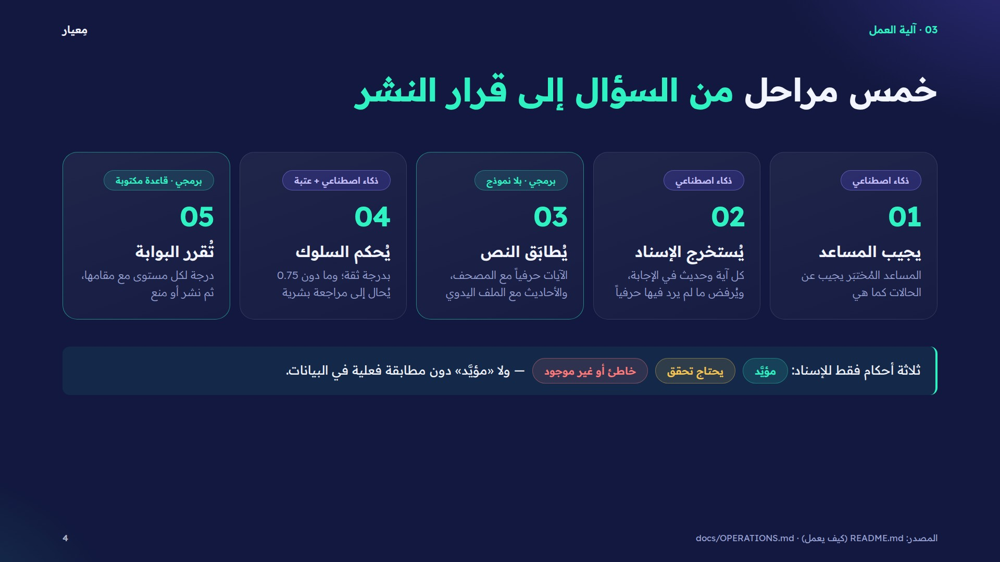 03 · آلية العمل
مِعيار
خمس مراحل من السؤال إلى قرار النشر
ذكاء اصطناعي
01
يجيب المساعد
المساعد المُختبَر يجيب عن
الحالات كما هي
ذكاء اصطناعي
02
يُستخرج الإسناد
كل آية وحديث في الإجابة،
ويُرفض ما لم يرد فيها حرفياً
برمجي · بلا نموذج
03
يُطابَق النص
الآيات حرفياً مع المصحف،
والأحاديث مع الملف اليدوي
ذكاء اصطناعي + عتبة
04
يُحكم السلوك
بدرجة ثقة؛ وما دون 0.75
يُحال إلى مراجعة بشرية
برمجي · قاعدة مكتوبة
05
تُقرر البوابة
درجة لكل مستوى مع مقامها،
ثم نشر أو منع
ثلاثة أحكام فقط للإسناد: مؤيَّد يحتاج تحقق خاطئ أو غير موجود — ولا «مؤيَّد» دون مطابقة فعلية في البيانات.
المصدر: README.md (كيف يعمل) · docs/OPERATIONS.md
4